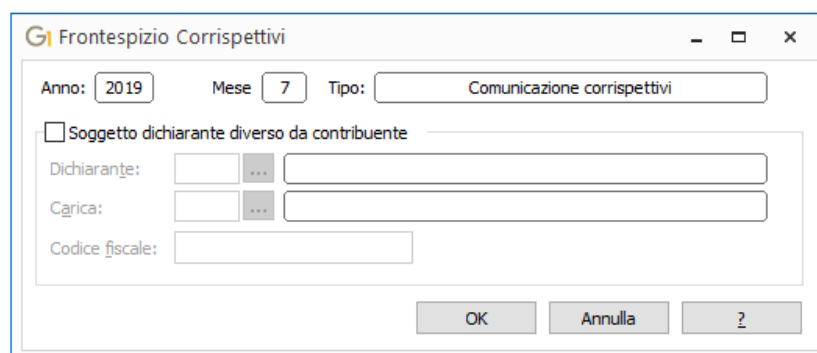 G1 Frontespizio Corrispettivi
Anno: 2019 Mese 7 Tipo: Comunicazione corrispettivi
Soggetto dichiarante diverso da contribuente
Dichiarante: ...
Carica: ...
Codice fiscale:
OK Annulla ?